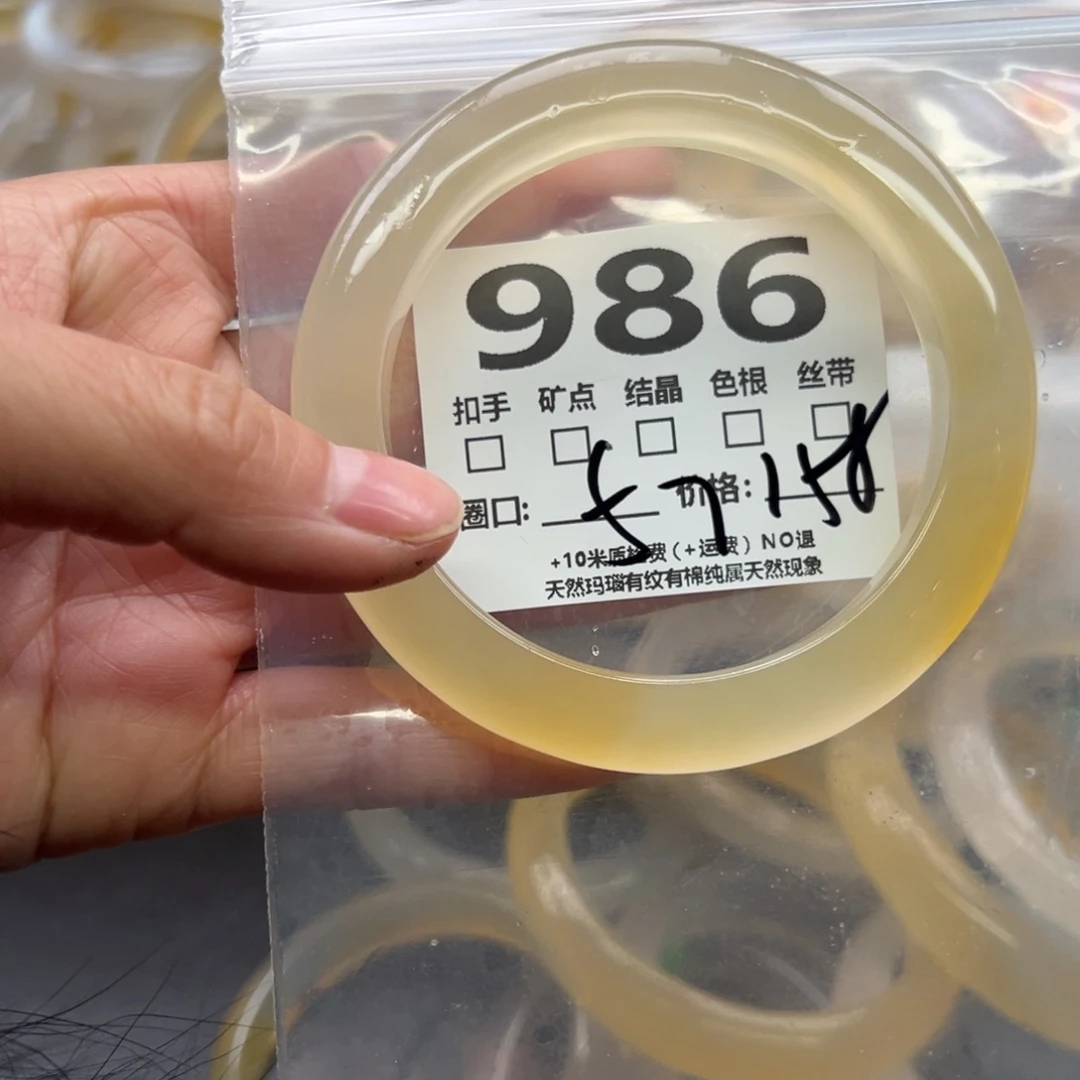 986
扣手 矿点 结晶 色根 丝带
圈口: 57 价格: 158
+10米质检费(+运费) NO退
天然玛瑙有纹有棉纯属天然现象